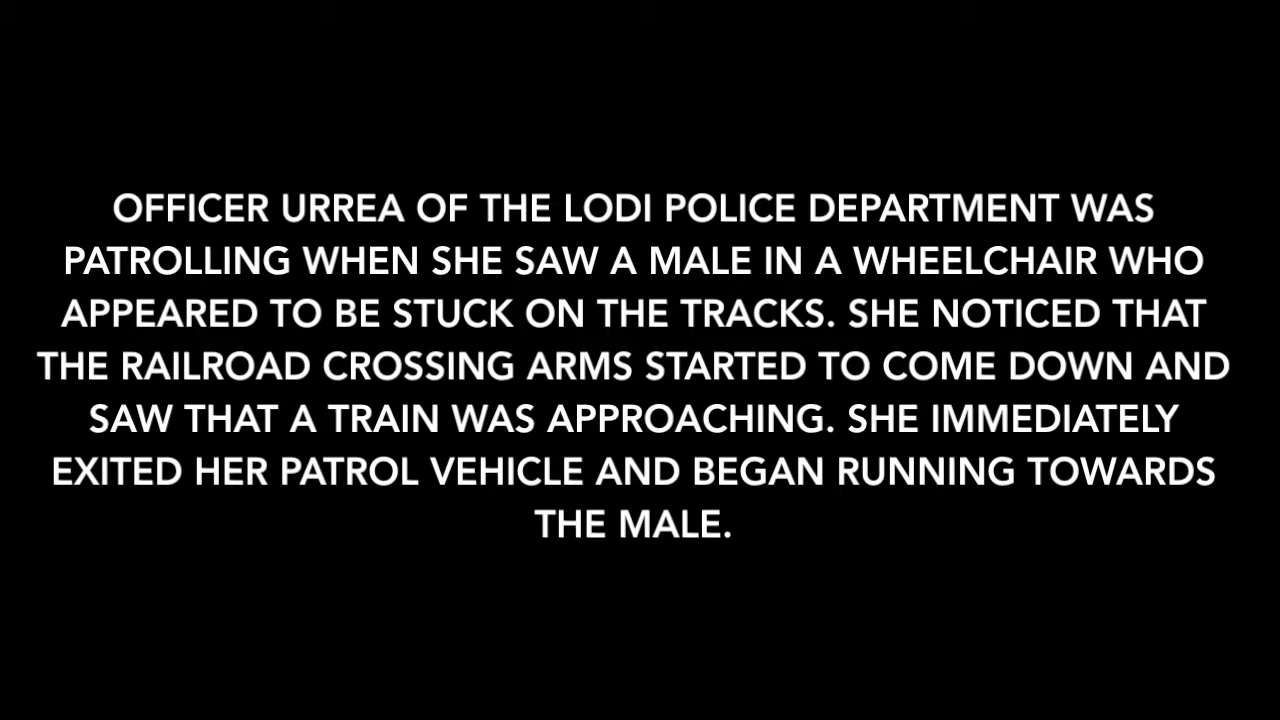 OFFICER URREA OF THE LODI POLICE DEPARTMENT WAS
PATROLLING WHEN SHE SAW A MALE IN A WHEELCHAIR WHO
APPEARED TO BE STUCK ON THE TRACKS. SHE NOTICED THAT
THE RAILROAD CROSSING ARMS STARTED TO COME DOWN AND
SAW THAT A TRAIN WAS APPROACHING. SHE IMMEDIATELY
EXITED HER PATROL VEHICLE AND BEGAN RUNNING TOWARDS
THE MALE.